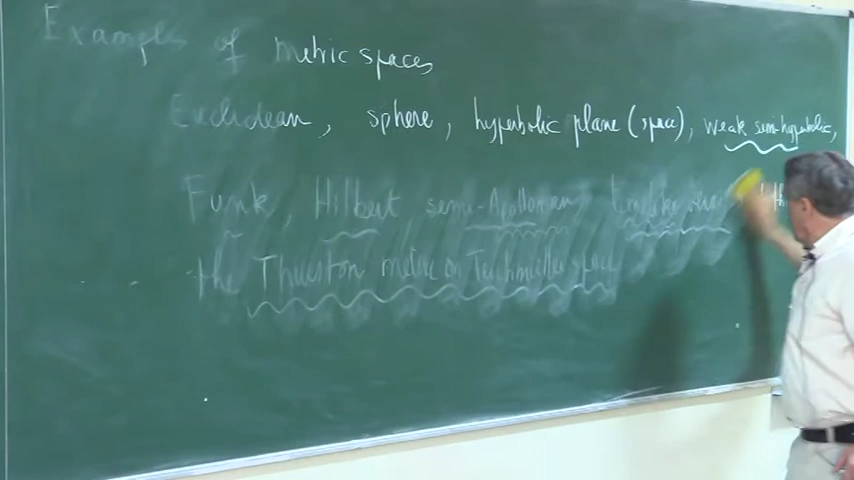 Examples of metric spaces
Euclidean, sphere, hyperbolic plane (space), weak semi-hyperbolic,
Funk, Hilbert semi-Apollonian
the Thurston metric on Teichmüller space